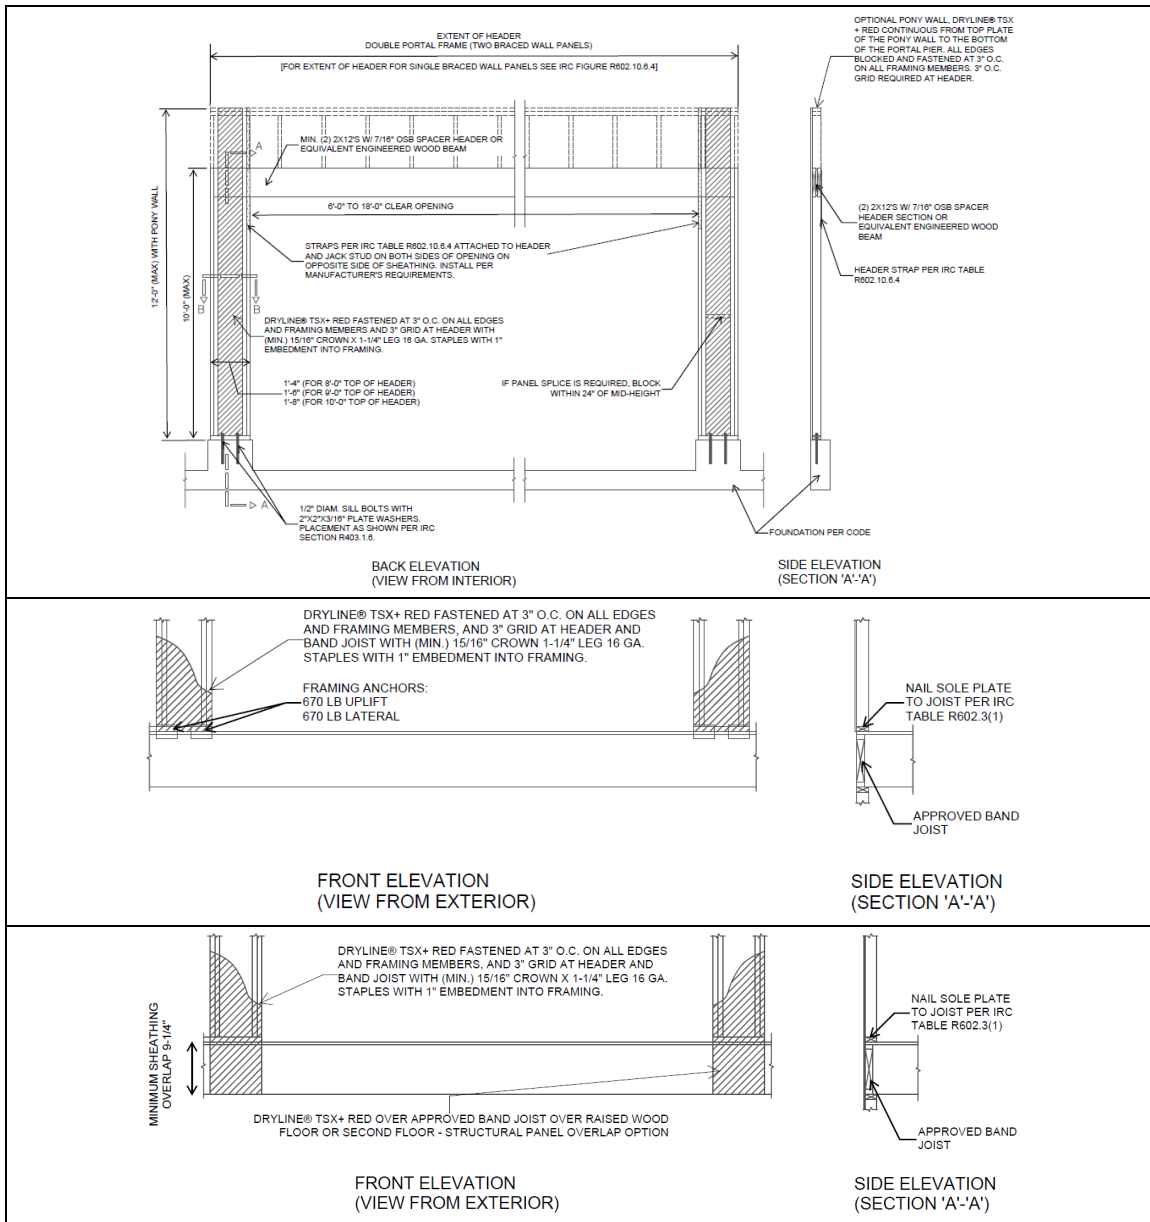 EXTENT OF HEADER
DOUBLE PORTAL FRAME (TWO BRACED WALL PANELS)
[FOR EXTENT OF HEADER FOR SINGLE BRACED WALL PANELS SEE IRC FIGURE R602.10.6.4]
OPTIONAL PONY WALL, DRYLINE® TSX
+ RED CONTINUOUS FROM TOP PLATE
OF THE PONY WALL TO THE BOTTOM
OF THE PORTAL PIER. ALL EDGES
BLOCKED AND FASTENED AT 3" O.C.
ON ALL FRAMING MEMBERS. 3" O.C.
GRID REQUIRED AT HEADER.
A
MIN. (2) 2X12'S W/ 7/16" OSB SPACER HEADER OR
EQUIVALENT ENGINEERED WOOD BEAM
6'-0" TO 18'-0" CLEAR OPENING
(2) 2X12'S W/ 7/16" OSB SPACER
HEADER SECTION OR
EQUIVALENT ENGINEERED WOOD
BEAM
12'-0" (MAX) WITH PONY WALL
10'-0" (MAX)
STRAPS PER IRC TABLE R602.10.6.4 ATTACHED TO HEADER
AND JACK STUD ON BOTH SIDES OF OPENING ON
OPPOSITE SIDE OF SHEATHING. INSTALL PER
MANUFACTURER'S REQUIREMENTS.
HEADER STRAP PER IRC TABLE
R602.10.6.4
B
B
DRYLINE® TSX+ RED FASTENED AT 3" O.C. ON ALL EDGES
AND FRAMING MEMBERS AND 3" GRID AT HEADER WITH
(MIN.) 15/16" CROWN X 1-1/4" LEG 16 GA. STAPLES WITH 1"
EMBEDMENT INTO FRAMING.
1'-4" (FOR 8'-0" TOP OF HEADER)
1'-6" (FOR 9'-0" TOP OF HEADER)
1'-8" (FOR 10'-0" TOP OF HEADER)
IF PANEL SPLICE IS REQUIRED, BLOCK
WITHIN 24" OF MID-HEIGHT
A
1/2" DIAM. SILL BOLTS WITH
2"X2"X3/16" PLATE WASHERS.
PLACEMENT AS SHOWN PER IRC
SECTION R403.1.6.
FOUNDATION PER CODE
BACK ELEVATION
(VIEW FROM INTERIOR)
SIDE ELEVATION
(SECTION 'A'-'A')
DRYLINE® TSX+ RED FASTENED AT 3" O.C. ON ALL EDGES
AND FRAMING MEMBERS, AND 3" GRID AT HEADER AND
BAND JOIST WITH (MIN.) 15/16" CROWN 1-1/4" LEG 16 GA.
STAPLES WITH 1" EMBEDMENT INTO FRAMING.
FRAMING ANCHORS:
670 LB UPLIFT
670 LB LATERAL
NAIL SOLE PLATE
TO JOIST PER IRC
TABLE R602.3(1)
APPROVED BAND
JOIST
FRONT ELEVATION
(VIEW FROM EXTERIOR)
SIDE ELEVATION
(SECTION 'A'-'A')
DRYLINE® TSX+ RED FASTENED AT 3" O.C. ON ALL EDGES
AND FRAMING MEMBERS, AND 3" GRID AT HEADER AND
BAND JOIST WITH (MIN.) 15/16" CROWN X 1-1/4" LEG 16 GA.
STAPLES WITH 1" EMBEDMENT INTO FRAMING.
NAIL SOLE PLATE
TO JOIST PER IRC
TABLE R602.3(1)
MINIMUM SHEATHING
OVERLAP 9-1/4"
DRYLINE® TSX+ RED OVER APPROVED BAND JOIST OVER RAISED WOOD
FLOOR OR SECOND FLOOR - STRUCTURAL PANEL OVERLAP OPTION
APPROVED BAND
JOIST
FRONT ELEVATION
(VIEW FROM EXTERIOR)
SIDE ELEVATION
(SECTION 'A'-'A')